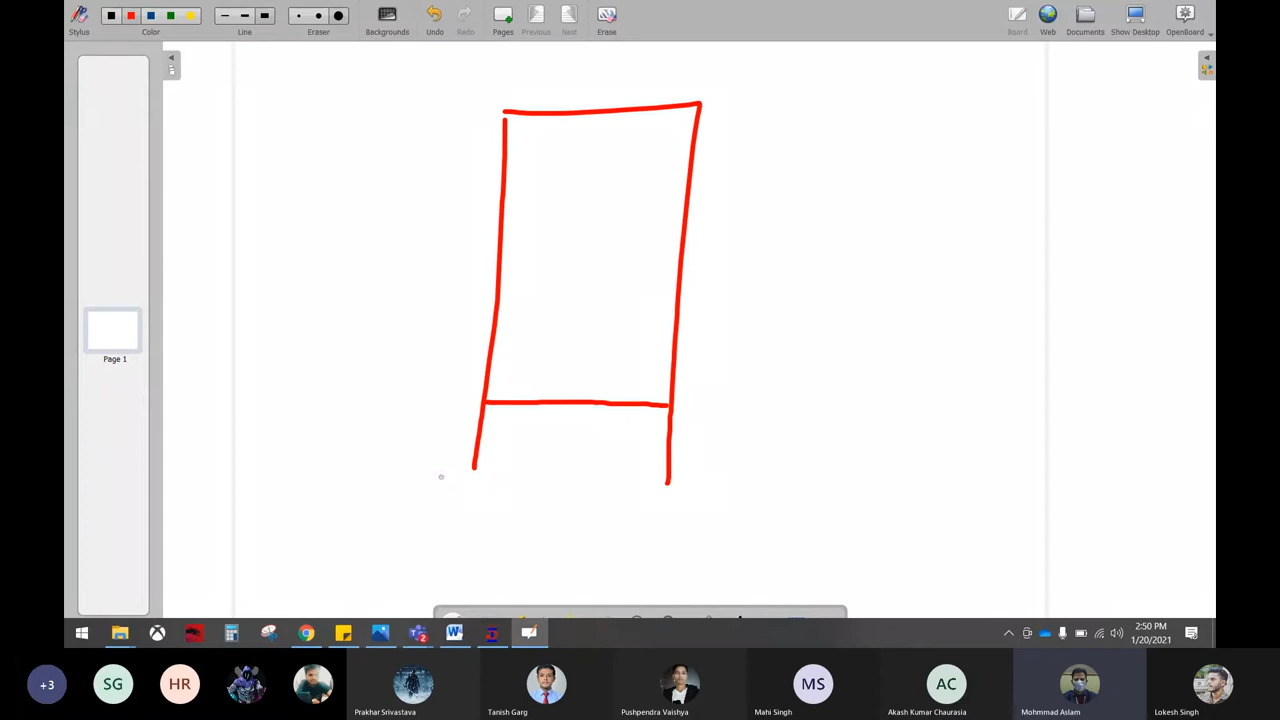 Stylus Color Line Eraser Backgrounds Undo Redo Pages Previous Next Erase Board Web Documents Show Desktop OpenBoard
Page 1
2
W
2:50 PM
1/20/2021
+3 SG HR MS AC
Prakhar Srivastava Tanish Garg Pushpendra Vaishya Mahi Singh Akash Kumar Chaurasia Mohmmad Aslam Lokesh Singh